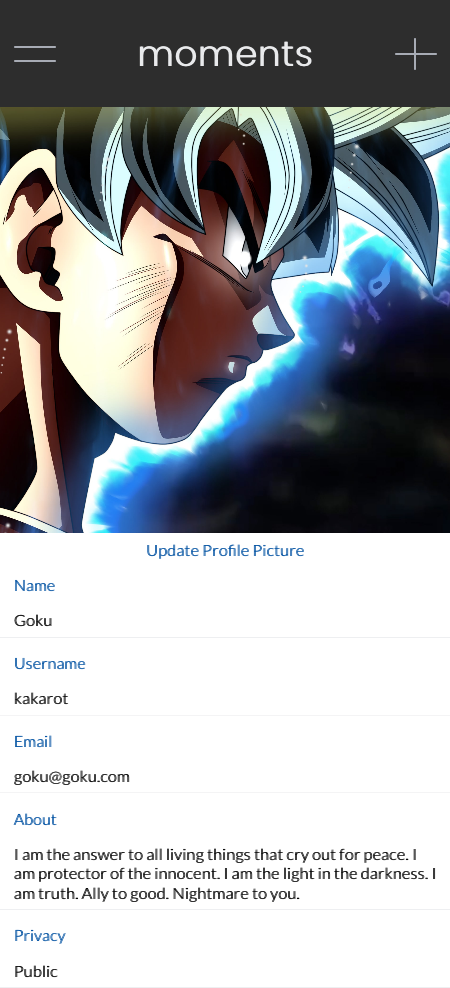 moments
Update Profile Picture
Name
Goku
Username
kakarot
Email
goku@goku.com
About
I am the answer to all living things that cry out for peace. I
am protector of the innocent. I am the light in the darkness. I
am truth. Ally to good. Nightmare to you.
Privacy
Public